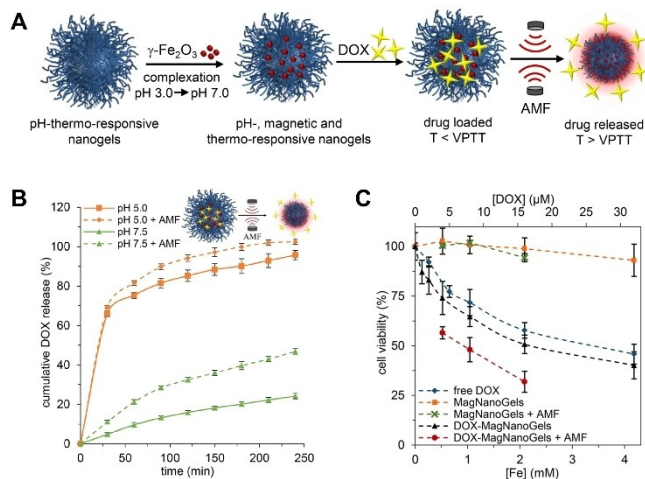 A
γ-Fe2O3
complexation
pH 3.0→pH 7.0
DOX
AMF
pH-thermo-responsive
nanogels
pH-, magnetic and
thermo-responsive nanogels
drug loaded
T < VPTT
drug released
T > VPTT
B
pH 5.0
pH 5.0 + AMF
pH 7.5
pH 7.5 + AMF
AMF
cumulative DOX release (%)
120
100
80
60
40
20
0
0 50 100 150 200 250
time (min)
C
[DOX] (µM)
0 5 10 15 20 25 30
cell viability (%)
100
75
50
25
0
free DOX
MagNanoGels
MagNanoGels + AMF
DOX-MagNanoGels
DOX-MagNanoGels + AMF
0 1 2 3 4
[Fe] (mM)